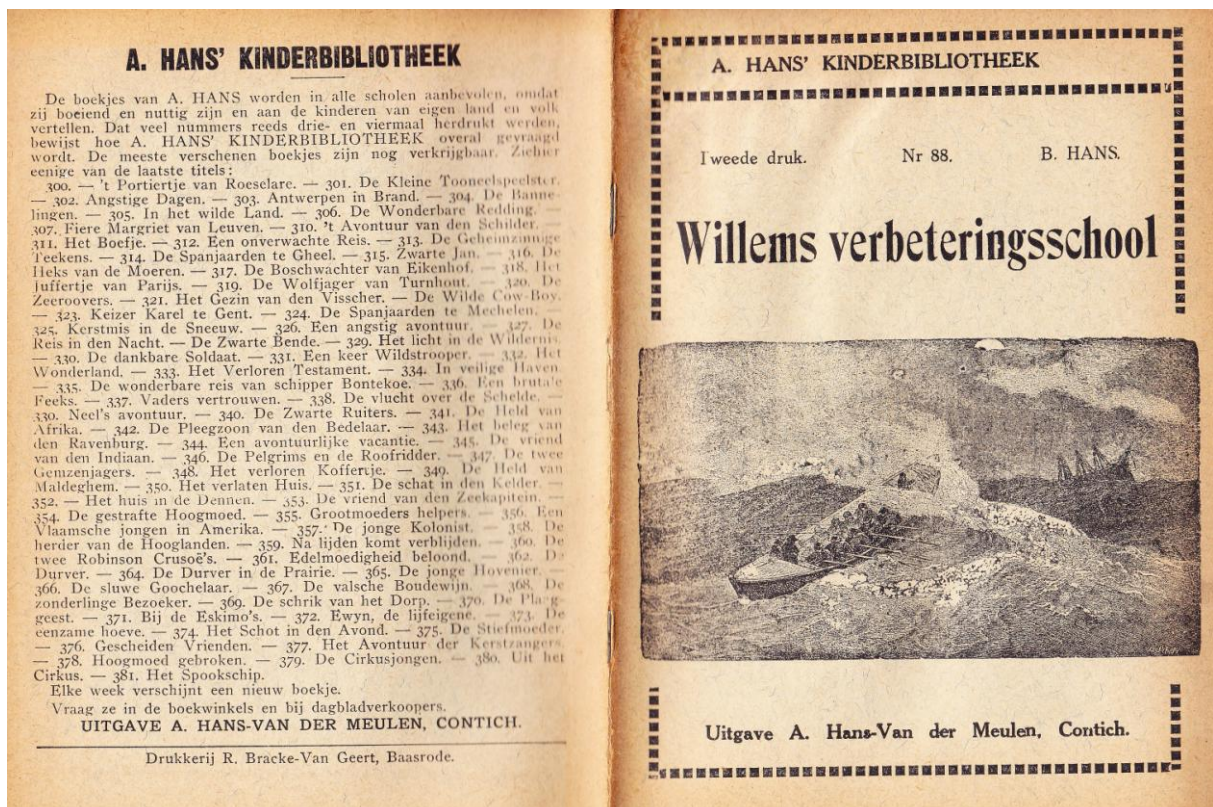 A. HANS' KINDERBIBLIOTHEEK
De boekjes van A. HANS worden in alle scholen aanbevolen, omdat
zij boeiend en nuttig zijn en aan de kinderen van eigen land en volk
vertellen. Dat veel nummers reeds drie- en viermaal herdrukt werden,
bewijst hoe A. HANS' KINDERBIBLIOTHEEK overal gevraagd
wordt. De meeste verschenen boekjes zijn nog verkrijgbaar. Ziehier
eenige van de laatste titels:
300. — 't Portiertje van Roeselare. — 301. De Kleine Tooneelspeelster.
— 302. Angstige Dagen. — 303. Antwerpen in Brand. — 304. De Banne-
lingen. — 305. In het wilde Land. — 306. De Wonderbare Redding. —
307. Fiere Margriet van Leuven. — 310. 't Avontuur van den Schilder. —
311. Het Boefje. — 312. Een onverwachte Reis. — 313. De Geheimzinnige
Teekens. — 314. De Spanjaarden te Gheel. — 315. Zwarte Jan. — 316. De
Heks van de Moeren. — 317. De Boschwachter van Eikenhof. — 318. Het
Juffertje van Parijs. — 319. De Wolfjager van Turnhout. — 320. De
Zeeroovers. — 321. Het Gezin van den Visscher. — De Wilde Cow-Boy.
— 323. Keizer Karel te Gent. — 324. De Spanjaarden te Mechelen. —
325. Kerstmis in de Sneeuw. — 326. Een angstig avontuur. — 327. De
Reis in den Nacht. — De Zwarte Bende. — 329. Het licht in de Wildernis.
— 330. De dankbare Soldaat. — 331. Een keer Wildstrooper. — 332. Het
Wonderland. — 333. Het Verloren Testament. — 334. In veilige Haven.
— 335. De wonderbare reis van schipper Bontekoe. — 336. Een brutale
Feeks. — 337. Vaders vertrouwen. — 338. De vlucht over de Schelde. —
330. Neel's avontuur. — 340. De Zwarte Ruiters. — 341. De Held van
Afrika. — 342. De Pleegzoon van den Bedelaar. — 343. Het beleg van
den Ravenburg. — 344. Een avontuurlijke vacantie. — 345. De vriend
van den Indiaan. — 346. De Pelgrims en de Roofridder. — 347. De twee
Gemzenjagers. — 348. Het verloren Koffertje. — 349. De Held van
Maldeghem. — 350. Het verlaten Huis. — 351. De schat in den Kelder. —
352. — Het huis in de Dennen. — 353. De vriend van den Zeekapitein. —
354. De gestrafte Hoogmoed. — 355. Grootmoeders helpers. — 356. Een
Vlaamsche jongen in Amerika. — 357. De jonge Kolonist. — 358. De
herder van de Hooglanden. — 359. Na lijden komt verblijden. — 360. De
twee Robinson Crusoë's. — 361. Edelmoedigheid beloond. — 362. De
Durver. — 364. De Durver in de Prairie. — 365. De jonge Hovenier. —
366. De sluwe Goochelaar. — 367. De valsche Boudewijn. — 368. De
zonderlinge Bezoeker. — 369. De schrik van het Dorp. — 370. De Plaag-
geest. — 371. Bij de Eskimo's. — 372. Ewyn, de lijfeigene. — 373. De
eenzame hoeve. — 374. Het Schot in den Avond. — 375. De Stiefmoeder.
— 376. Gescheiden Vrienden. — 377. Het Avontuur der Kerstzangers.
— 378. Hoogmoed gebroken. — 379. De Cirkusjongen. — 380. Uit het
Cirkus. — 381. Het Spookschip.
Elke week verschijnt een nieuw boekje.
Vraag ze in de boekwinkels en bij dagbladverkoopers.
UITGAVE A. HANS-VAN DER MEULEN, CONTICH.
Drukkerij R. Bracke-Van Geert, Baasrode.
A. HANS' KINDERBIBLIOTHEEK
Tweede druk. Nr 88. B. HANS.
Willems verbeteringsschool
Uitgave A. Hans-Van der Meulen, Contich.